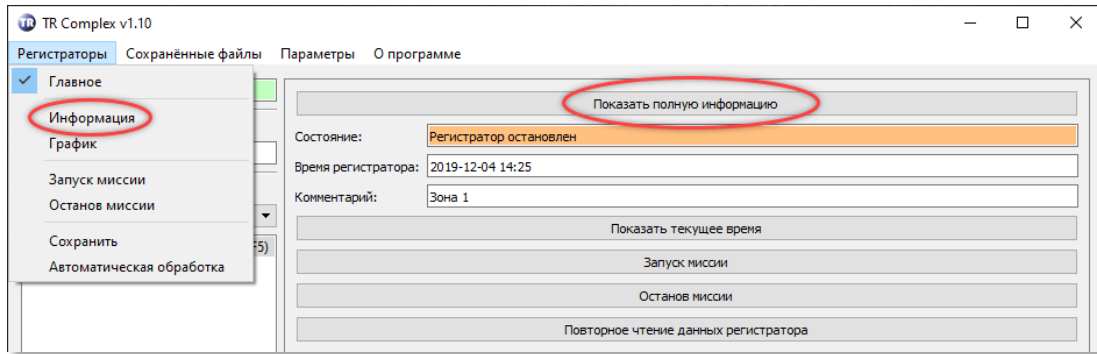 TR Complex v1.10
Регистраторы Сохранённые файлы Параметры О программе
Главное
Информация
График
Запуск миссии
Останов миссии
Сохранить
F5)
Автоматическая обработка
Показать полную информацию
Состояние: Регистратор остановлен
Время регистратора: 2019-12-04 14:25
Комментарий: Зона 1
Показать текущее время
Запуск миссии
Останов миссии
Повторное чтение данных регистратора